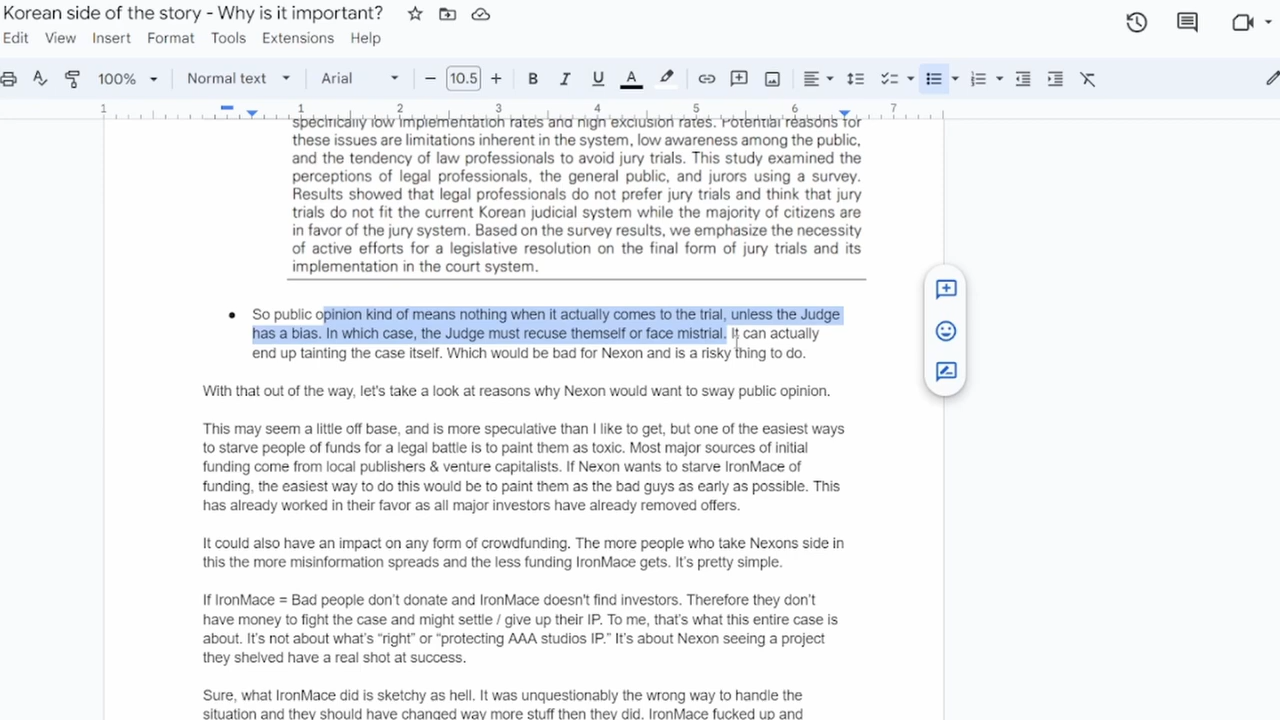 Korean side of the story - Why is it important?
Edit View Insert Format Tools Extensions Help
100% Normal text Arial 10.5 B I U A
1 1 2 3 4 5 6 7
specifically low implementation rates and high exclusion rates. Potential reasons for
these issues are limitations inherent in the system, low awareness among the public,
and the tendency of law professionals to avoid jury trials. This study examined the
perceptions of legal professionals, the general public, and jurors using a survey.
Results showed that legal professionals do not prefer jury trials and think that jury
trials do not fit the current Korean judicial system while the majority of citizens are
in favor of the jury system. Based on the survey results, we emphasize the necessity
of active efforts for a legislative resolution on the final form of jury trials and its
implementation in the court system.
● So public opinion kind of means nothing when it actually comes to the trial, unless the Judge
has a bias. In which case, the Judge must recuse themself or face mistrial. It can actually
end up tainting the case itself. Which would be bad for Nexon and is a risky thing to do.
With that out of the way, let's take a look at reasons why Nexon would want to sway public opinion.
This may seem a little off base, and is more speculative than I like to get, but one of the easiest ways
to starve people of funds for a legal battle is to paint them as toxic. Most major sources of initial
funding come from local publishers & venture capitalists. If Nexon wants to starve IronMace of
funding, the easiest way to do this would be to paint them as the bad guys as early as possible. This
has already worked in their favor as all major investors have already removed offers.
It could also have an impact on any form of crowdfunding. The more people who take Nexons side in
this the more misinformation spreads and the less funding IronMace gets. It’s pretty simple.
If IronMace = Bad people don’t donate and IronMace doesn't find investors. Therefore they don’t
have money to fight the case and might settle / give up their IP. To me, that’s what this entire case is
about. It’s not about what’s “right” or “protecting AAA studios IP.” It’s about Nexon seeing a project
they shelved have a real shot at success.
Sure, what IronMace did is sketchy as hell. It was unquestionably the wrong way to handle the
situation and they should have changed way more stuff then they did. IronMace fucked up and